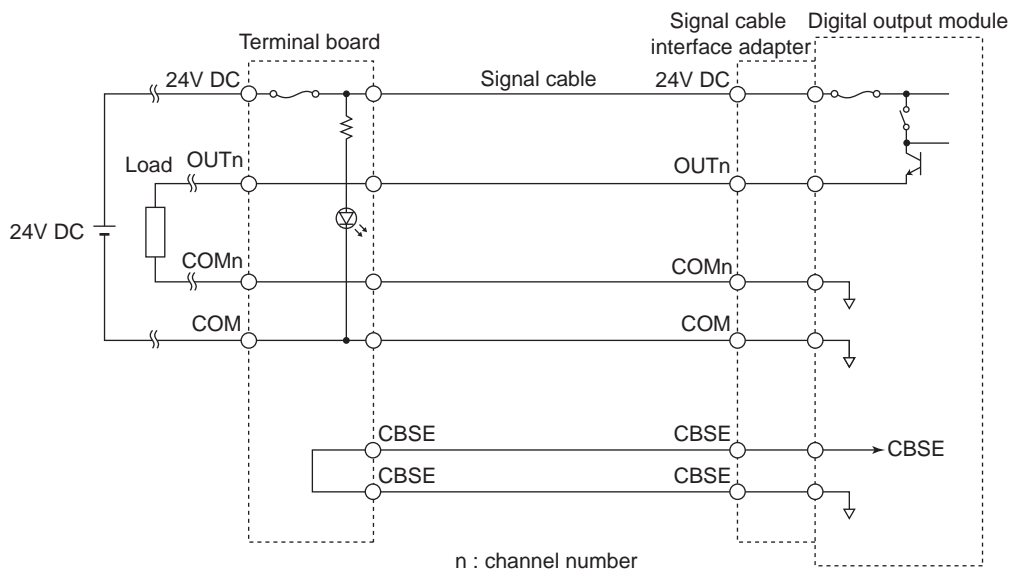 Signal cable
interface adapter
Digital output module
Terminal board
24V DC
Signal cable
24V DC
Load
OUTn
OUTn
24V DC
COMn
COMn
COM
COM
CBSE
CBSE
CBSE
CBSE
CBSE
n : channel number